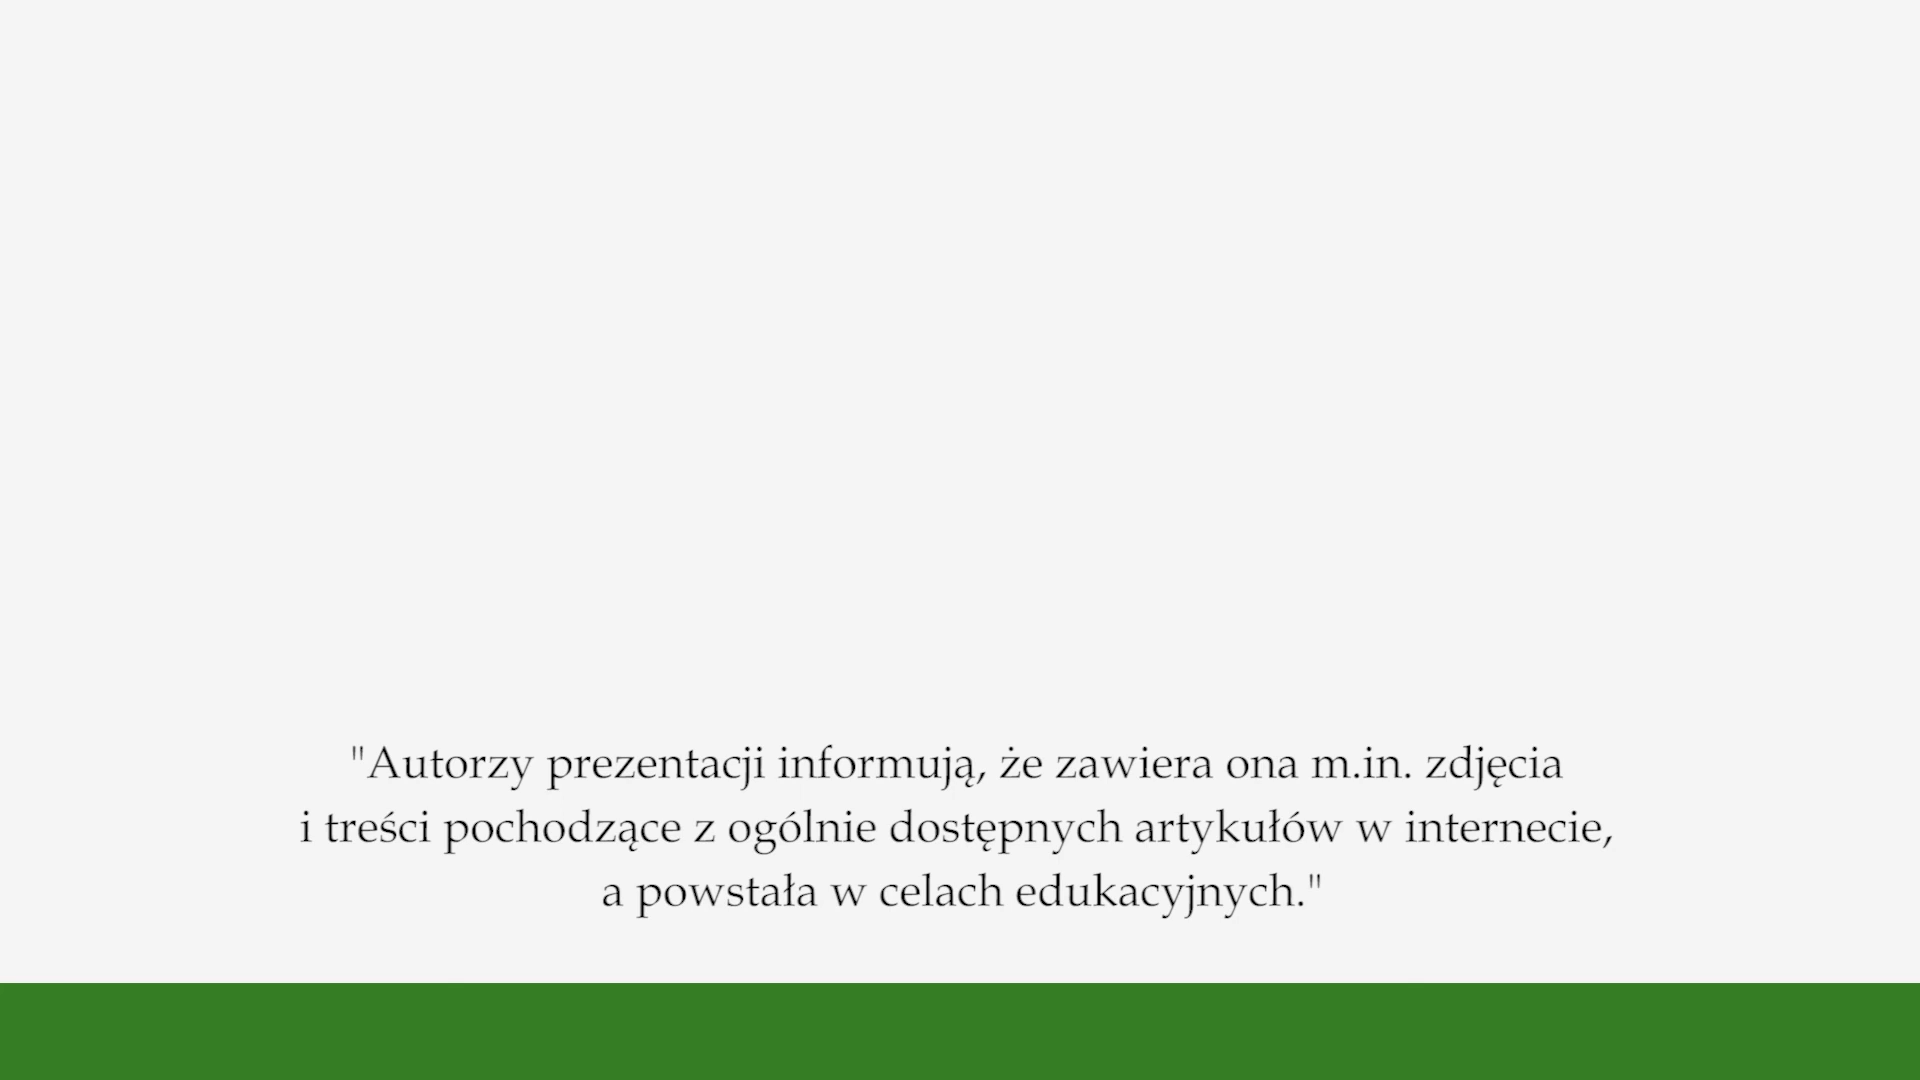 "Autorzy prezentacji informują, że zawiera ona m.in. zdjęcia
i treści pochodzące z ogólnie dostępnych artykułów w internecie,
a powstała w celach edukacyjnych."